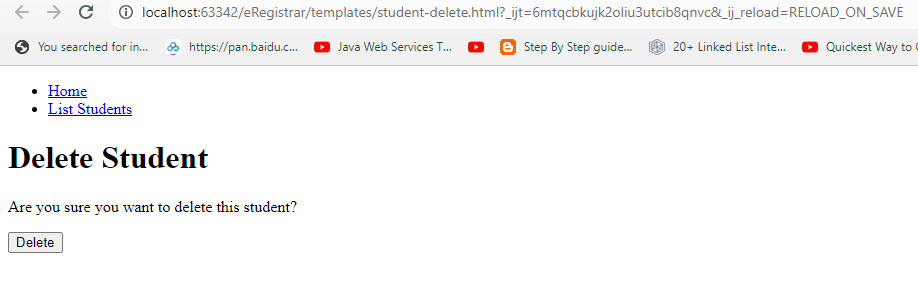 localhost:63342/eRegistrar/templates/student-delete.html?_ijt=6mtqcbkujk2oliu3utcib8qnvc&_ij_reload=RELOAD_ON_SAVE
You searched for in... https://pan.baidu.c... Java Web Services T... Step By Step guide... 20+ Linked List Inte... Quickest Way to
Home
List Students
Delete Student
Are you sure you want to delete this student?
Delete